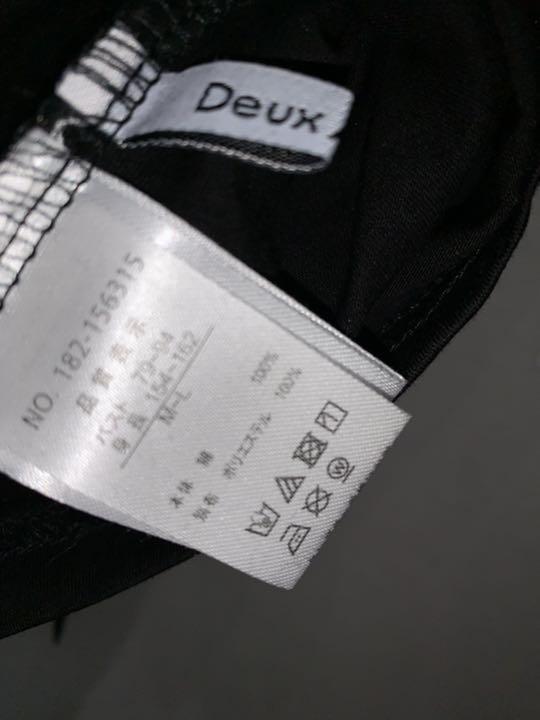 Deux
NO. 182-156315
品質表示
バスト 79-94
身長 154-162
M-L
本体 綿 100%
別布 ポリエステル 100%